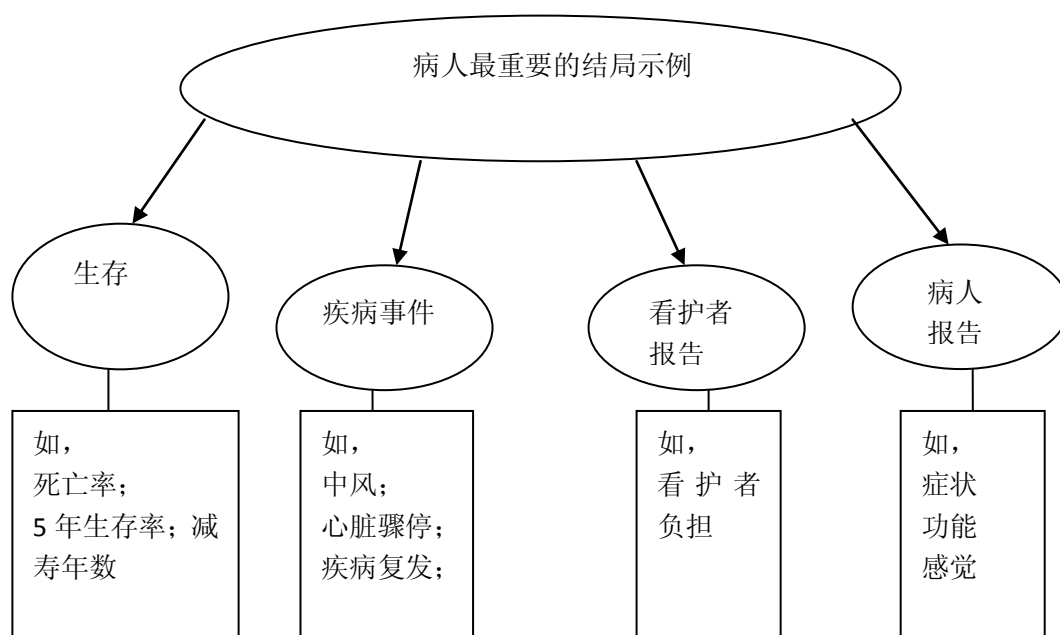 病人最重要的结局示例
生存
疾病事件
看护者
报告
病人
报告
如，
死亡率；
5 年生存率；减
寿年数
如，
中风；
心脏骤停；
疾病复发；
如，
看护者
负担
如，
症状
功能
感觉